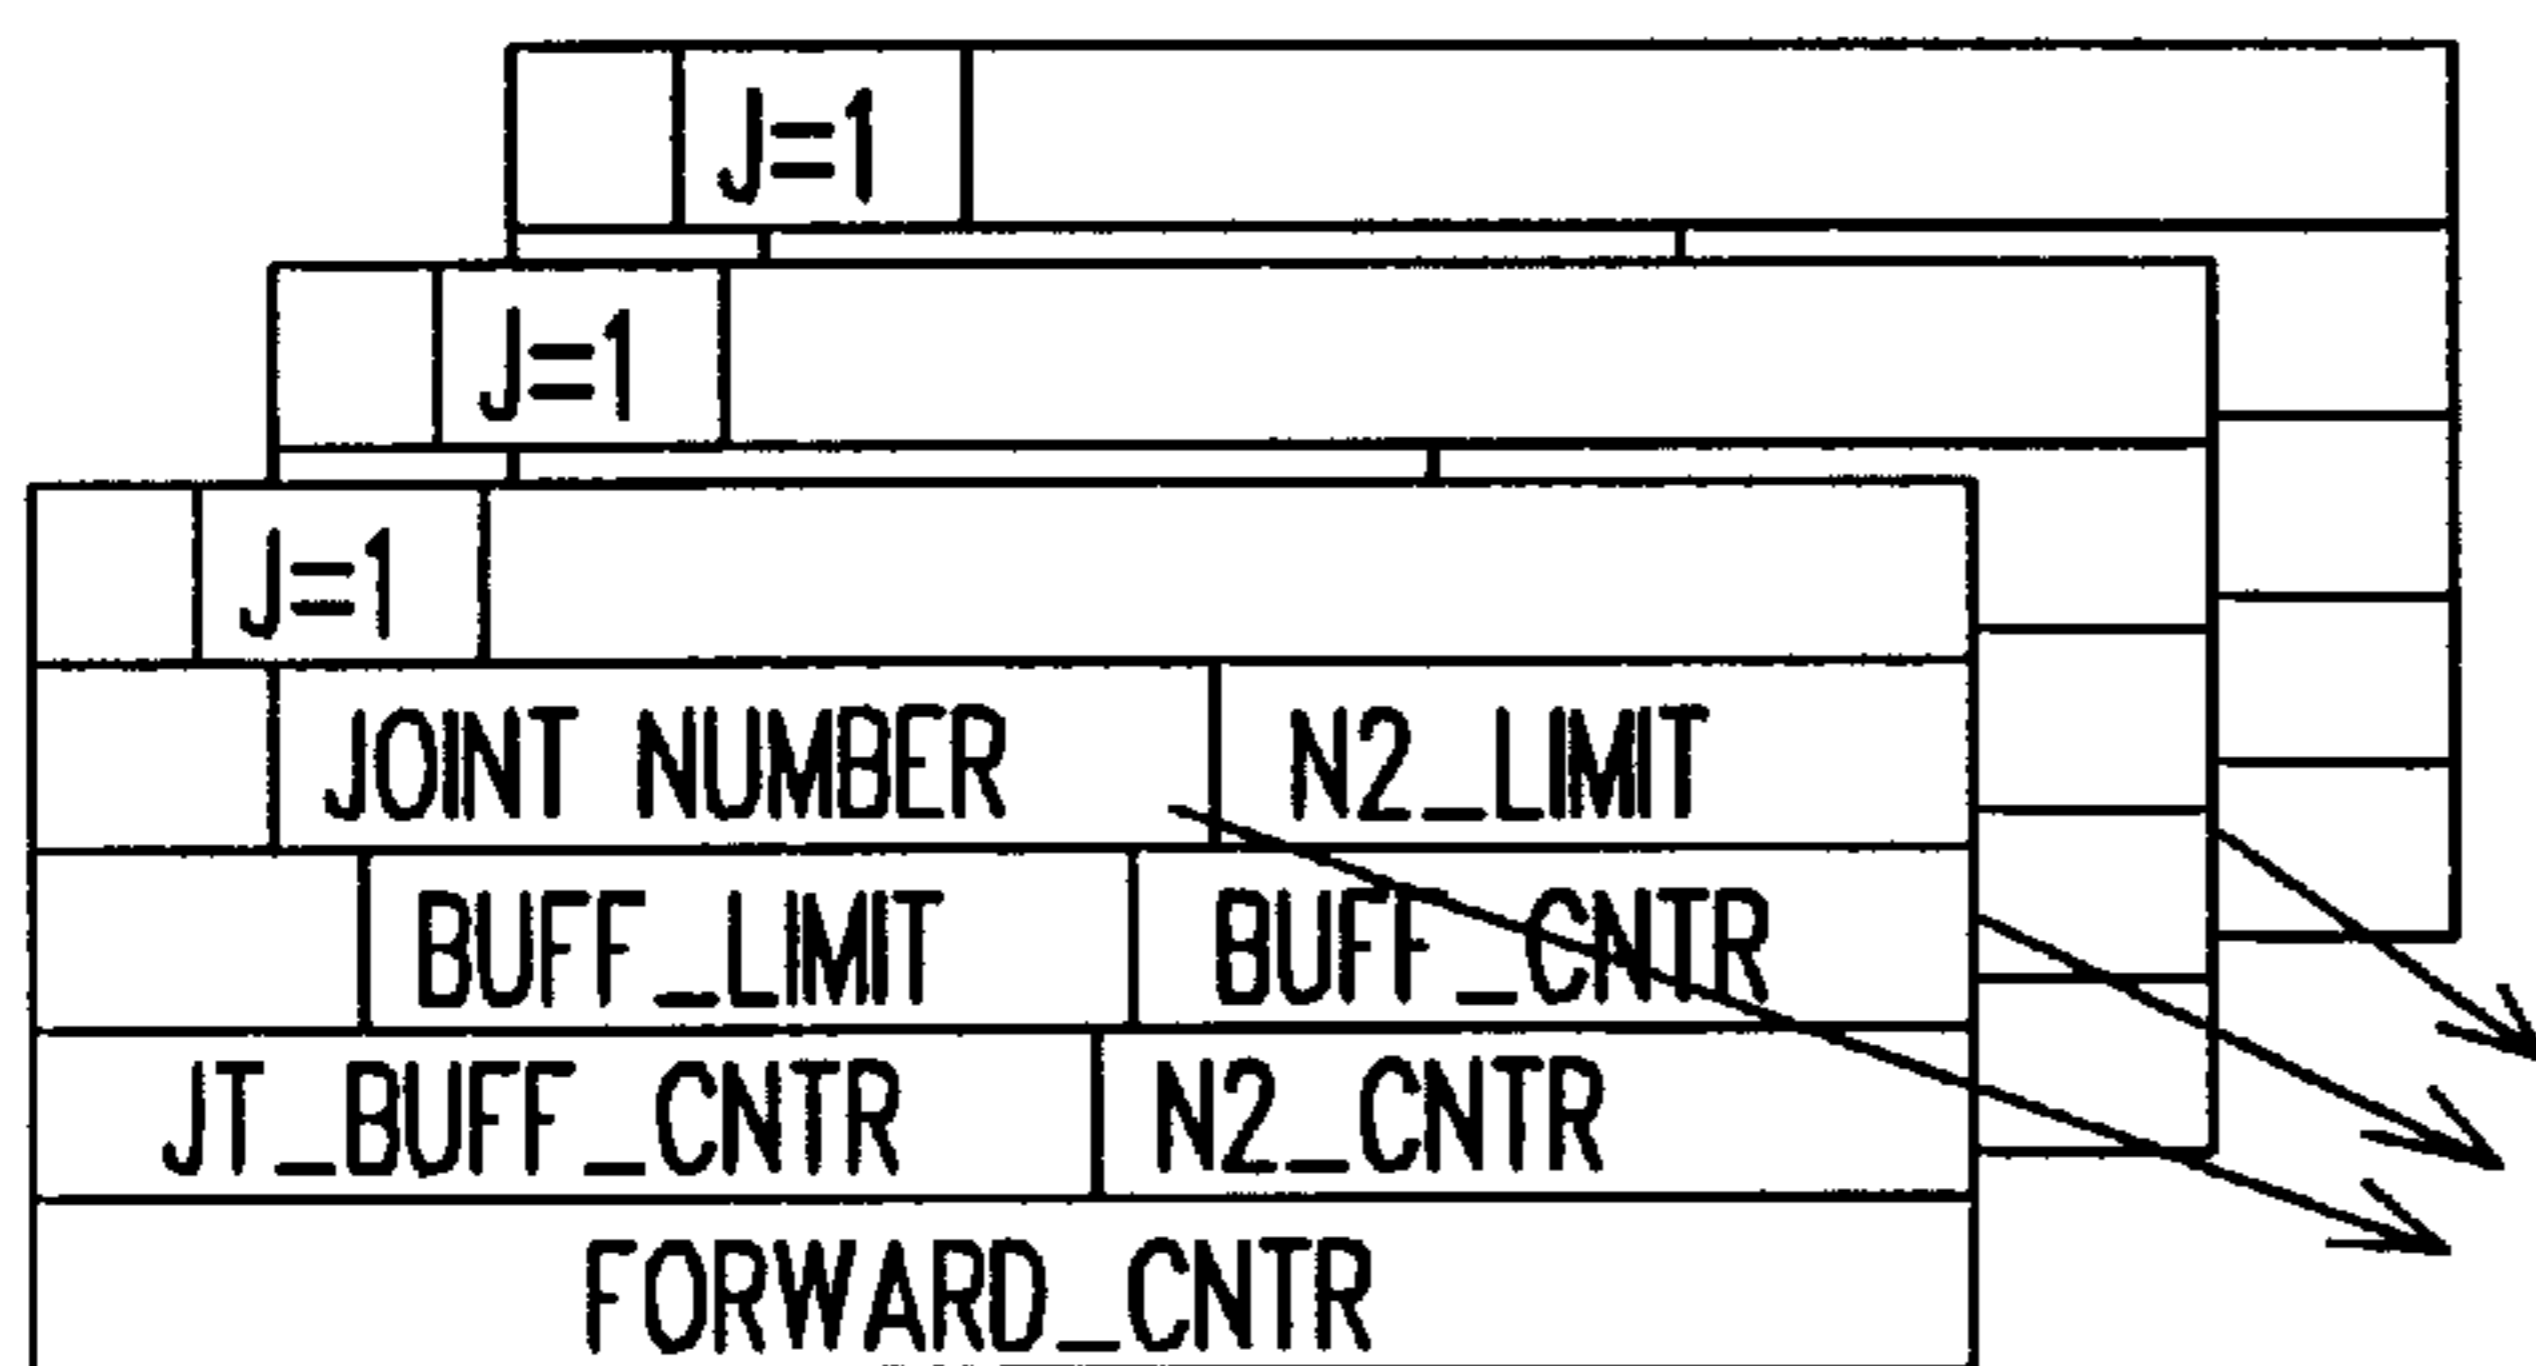 J=1
J=1
J=1
JOINT NUMBER N2_LIMIT
BUFF_LIMIT BUFF_CNTR
JT_BUFF_CNTR N2_CNTR
FORWARD_CNTR